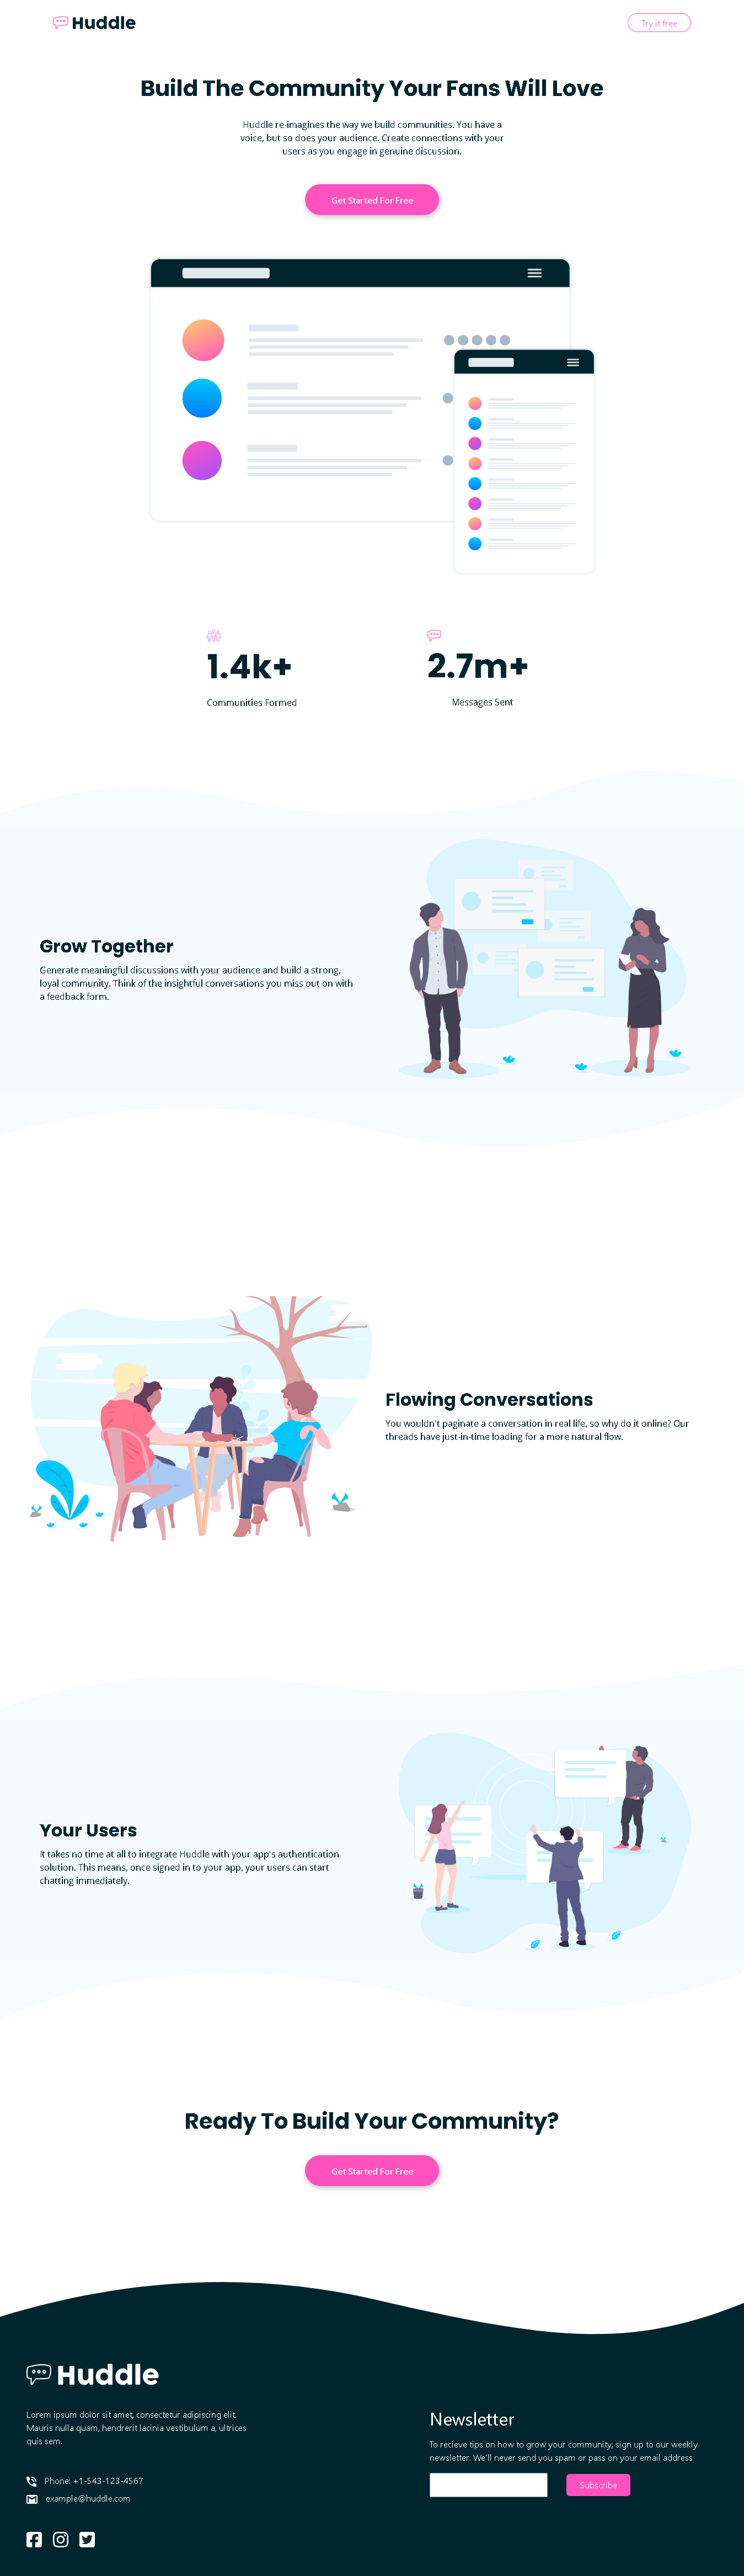 Huddle
Try it free
Build The Community Your Fans Will Love
Huddle re-imagines the way we build communities. You have a
voice, but so does your audience. Create connections with your
users as you engage in genuine discussion.
Get Started For Free
1.4k+
Communities Formed
2.7m+
Messages Sent
Grow Together
Generate meaningful discussions with your audience and build a strong,
loyal community. Think of the insightful conversations you miss out on with
a feedback form.
Flowing Conversations
You wouldn't paginate a conversation in real life, so why do it online? Our
threads have just-in-time loading for a more natural flow.
Your Users
It takes no time at all to integrate Huddle with your app's authentication
solution. This means, once signed in to your app, your users can start
chatting immediately.
Ready To Build Your Community?
Get Started For Free
Huddle
Lorem ipsum dolor sit amet, consectetur adipiscing elit.
Mauris nulla quam, hendrerit lacinia vestibulum a, ultrices
quis sem.
Phone: +1-543-123-4567
example@huddle.com
Newsletter
To recieve tips on how to grow your community, sign up to our weekly
newsletter. We'll never send you spam or pass on your email address
Subscribe